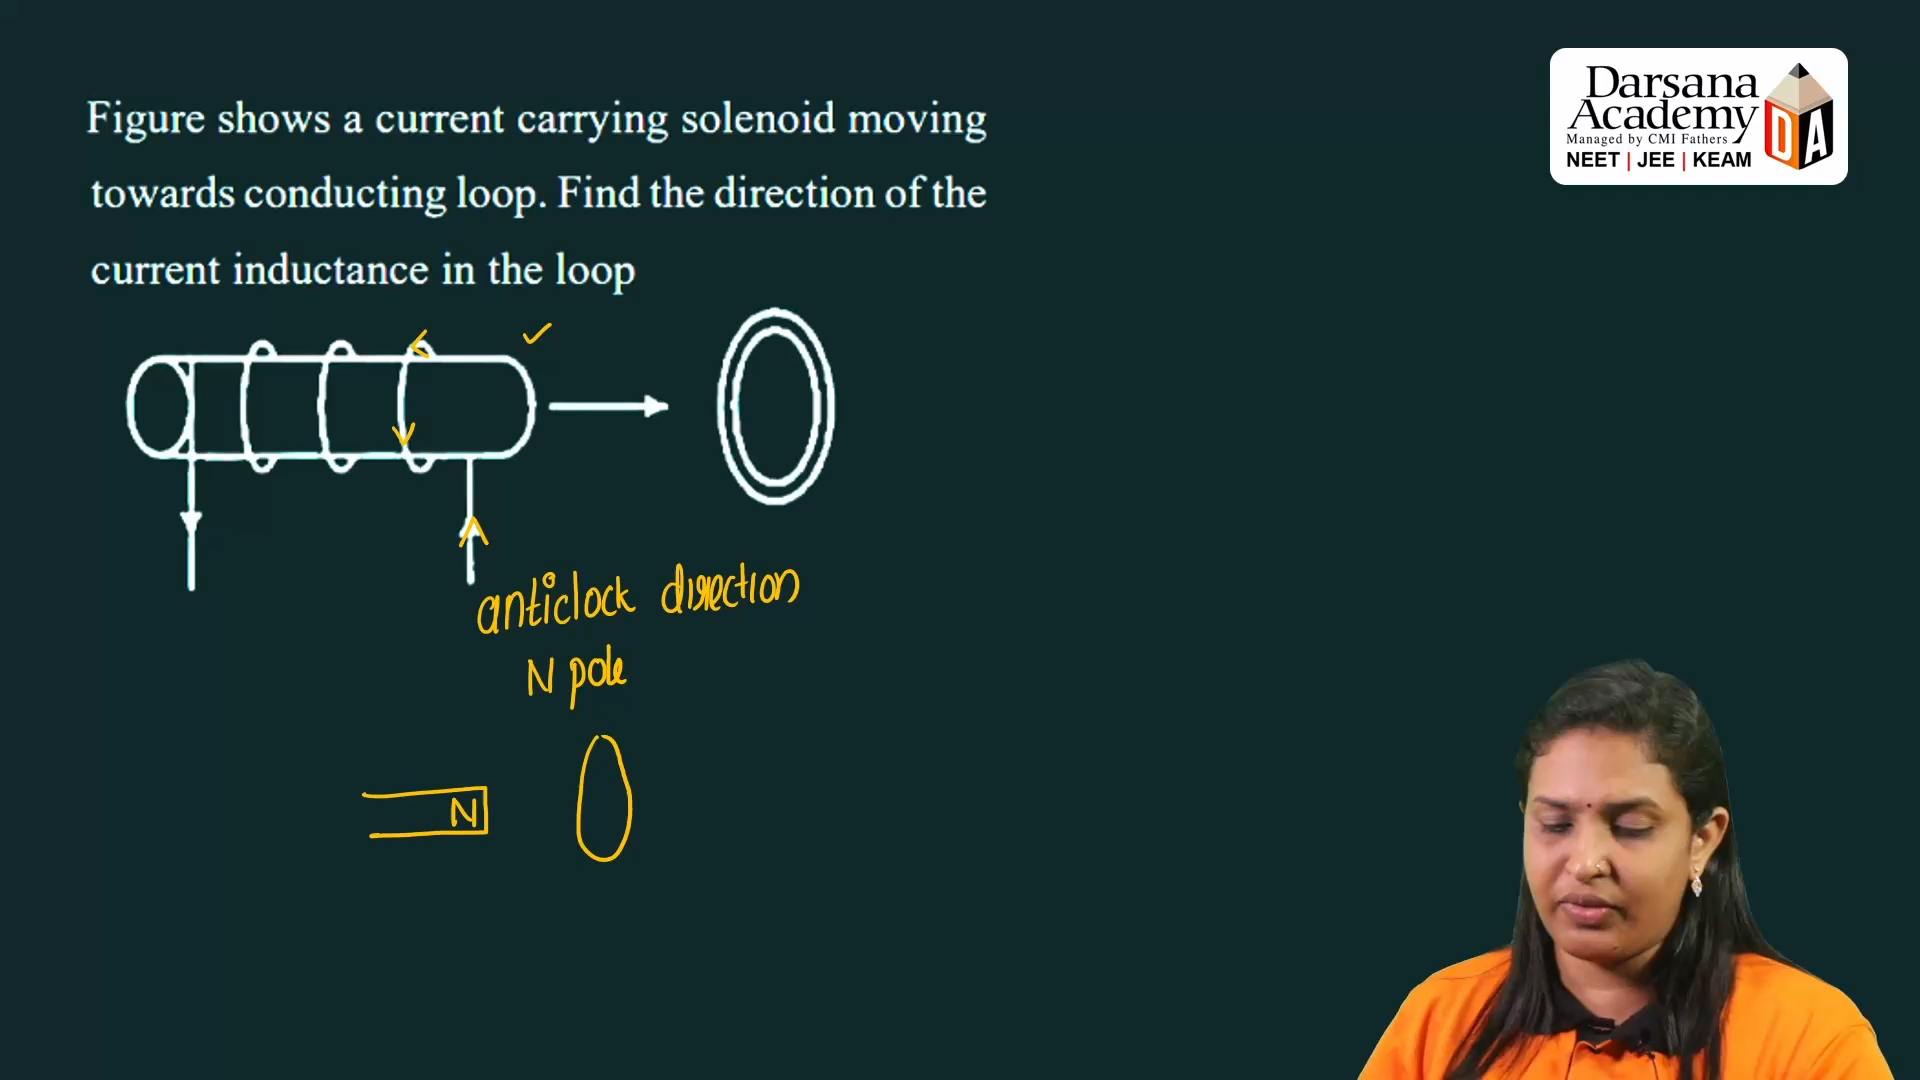 Figure shows a current carrying solenoid moving
towards conducting loop. Find the direction of the
current inductance in the loop
Darsana
Academy
Managed by CMI Fathers
NEET | JEE | KEAM
DA
anticlock direction
N pole
N